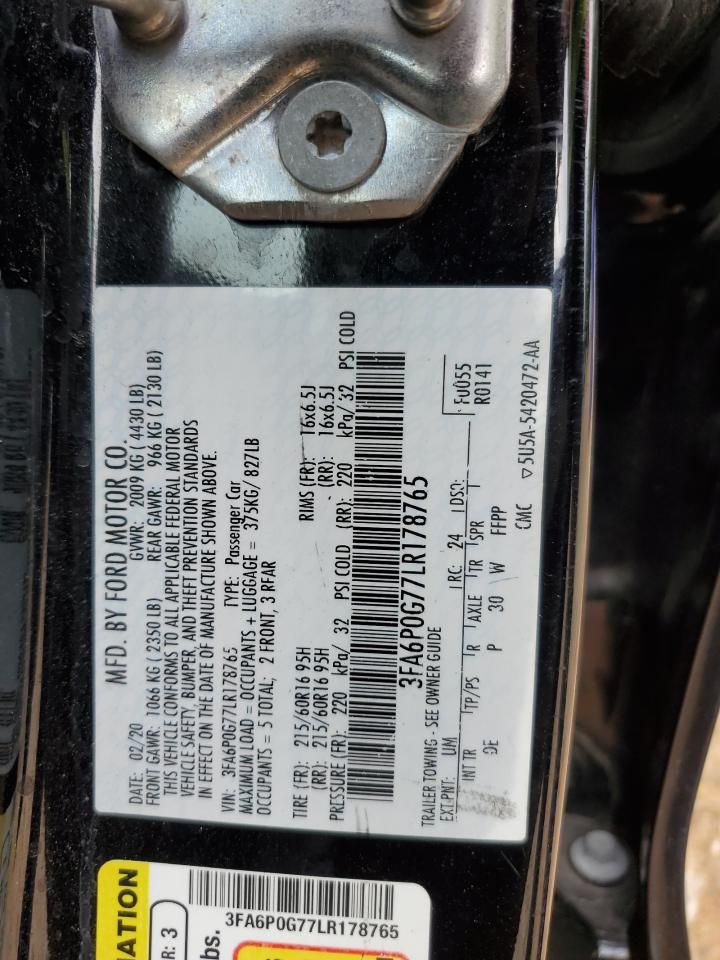 MFD. BY FORD MOTOR CO.
DATE: 02/20 GVWR: 2009 KG ( 4430 LB)
FRONT GAWR: 1066 KG ( 2350 LB) REAR GAWR: 966 KG ( 2130 LB)
THIS VEHICLE CONFORMS TO ALL APPLICABLE FEDERAL MOTOR
VEHICLE SAFETY, BUMPER, AND THEFT PREVENTION STANDARDS
IN EFFECT ON THE DATE OF MANUFACTURE SHOWN ABOVE.
VIN: 3FA6P0G77LR178765 TYPE: Passenger Car
MAXIMUM LOAD = OCCUPANTS + LUGGAGE = 375KG/ 827LB
OCCUPANTS = 5 TOTAL; 2 FRONT, 3 REAR
TIRE (FR): 215/60R16 95H RIMS (FR): 16x6.5J
(RR): 215/60R16 95H (RR): 16x6.5J
PRESSURE (FR): 220 kPa/ 32 PSI COLD (RR): 220 kPa/ 32 PSI COLD
3FA6P0G77LR178765
TRAILER TOWING - SEE OWNER GUIDE
EXT PNT: UM RC: 24 DSO: Fu055
R0141
INT TR TP/PS R AXLE TR SPR
DE P 30 W FFPP
CMC ▽5U5A-5420472-AA
3FA6P0G77LR178765